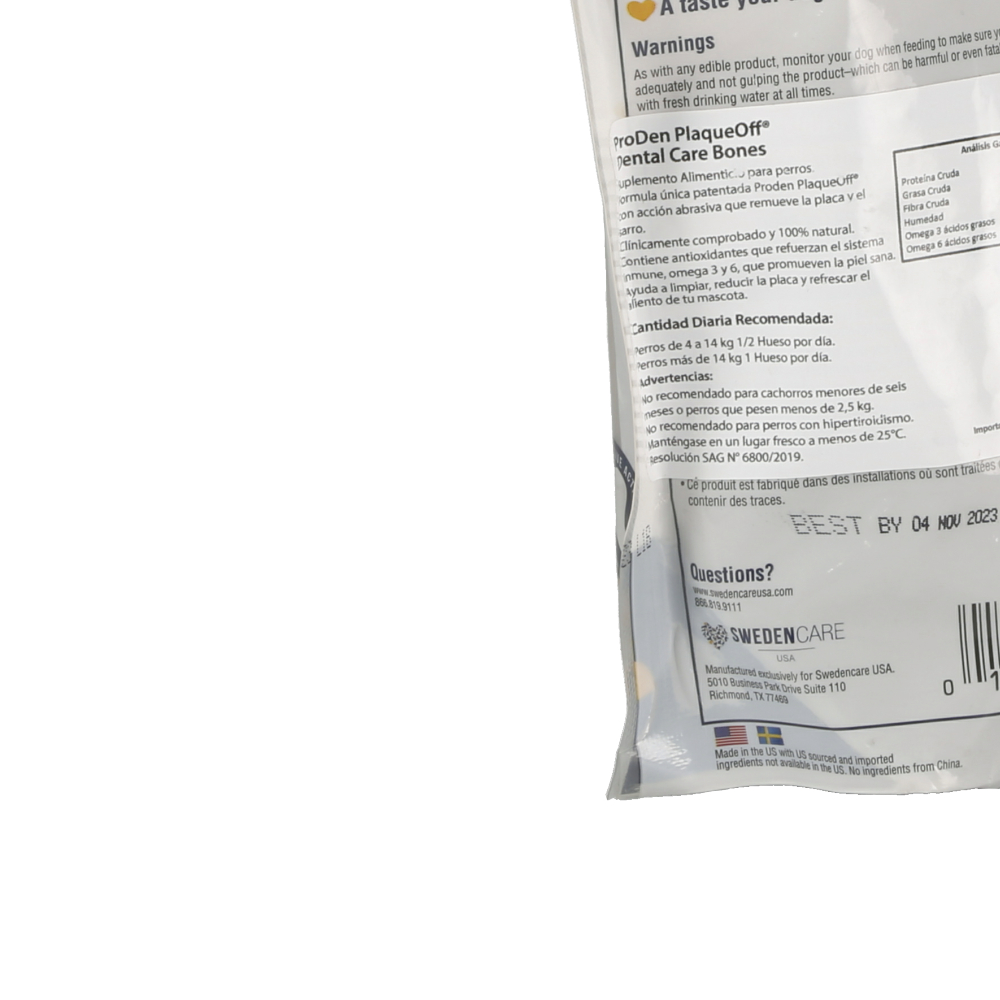 A taste your
Warnings
As with any edible product, monitor your dog when feeding to make sure
adequately and not gulping the product–which can be harmful or even
with fresh drinking water at all times.
ProDen PlaqueOff®
Dental Care Bones
uplemento Alimentic para perros.
ormula única patentada Proden PlaqueOff®
on acción abrasiva que remueve la placa y el
sarro.
Clínicamente comprobado y 100% natural.
Contiene antioxidantes que refuerzan el sistema
nmune, omega 3 y 6, que promueven la piel sana.
Ayuda a limpiar, reducir la placa y refrescar el
liento de tu mascota.
Cantidad Diaria Recomendada:
Perros de 4 a 14 kg 1/2 Hueso por día.
Perros más de 14 kg 1 Hueso por día.
Advertencias:
No recomendado para cachorros menores de seis
meses o perros que pesen menos de 2,5 kg.
No recomendado para perros con hipertiroidismo.
Manténgase en un lugar fresco a menos de 25°C.
Resolución SAG N° 6800/2019.
Análisis
Proteína Cruda
Grasa Cruda
Fibra Cruda
Humedad
Omega 3 ácidos grasos
Omega 6 ácidos grasos
• Ce produit est fabriqué dans des installations où sont traitées
contenir des traces.
BEST BY 04 NOV 2023
Questions?
www.swedencareusa.com
866.819.9111
SWEDENCARE
USA
Manufactured exclusively for Swedencare USA.
5010 Business Park Drive Suite 110
Richmond, TX 77469
0 1
Made in the US with US sourced and imported
ingredients not available in the US. No ingredients from China.